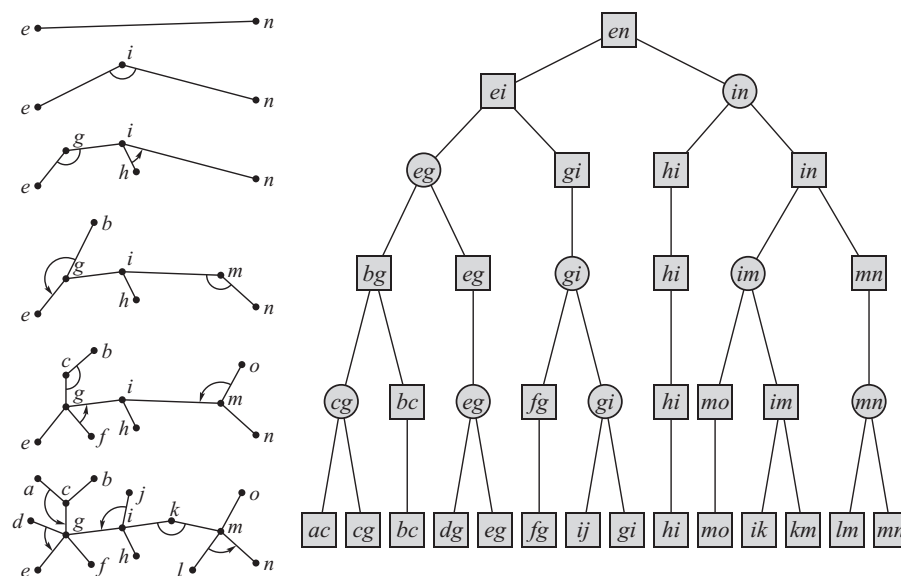 e n
i
e n
g i
e h n
b
g i m
e h n
c b o
g i m
e f h n
a c b j o
d g i k m
e f h l n
en
ei in
eg gi hi in
bg eg gi hi im mn
cg bc eg fg gi hi mo im mn
ac cg bc dg eg fg ij gi hi mo ik km lm mn